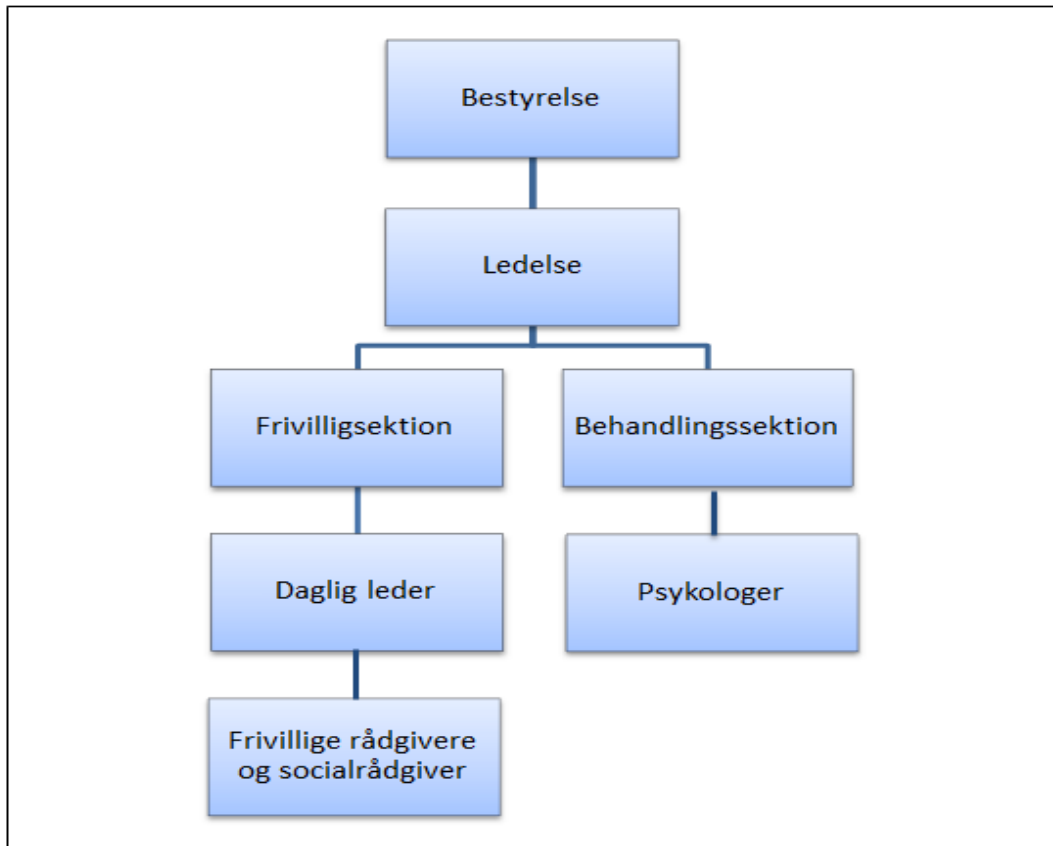 Bestyrelse
Ledelse
Frivilligsektion
Behandlingssektion
Daglig leder
Psykologer
Frivillige rådgivere
og socialrådgiver